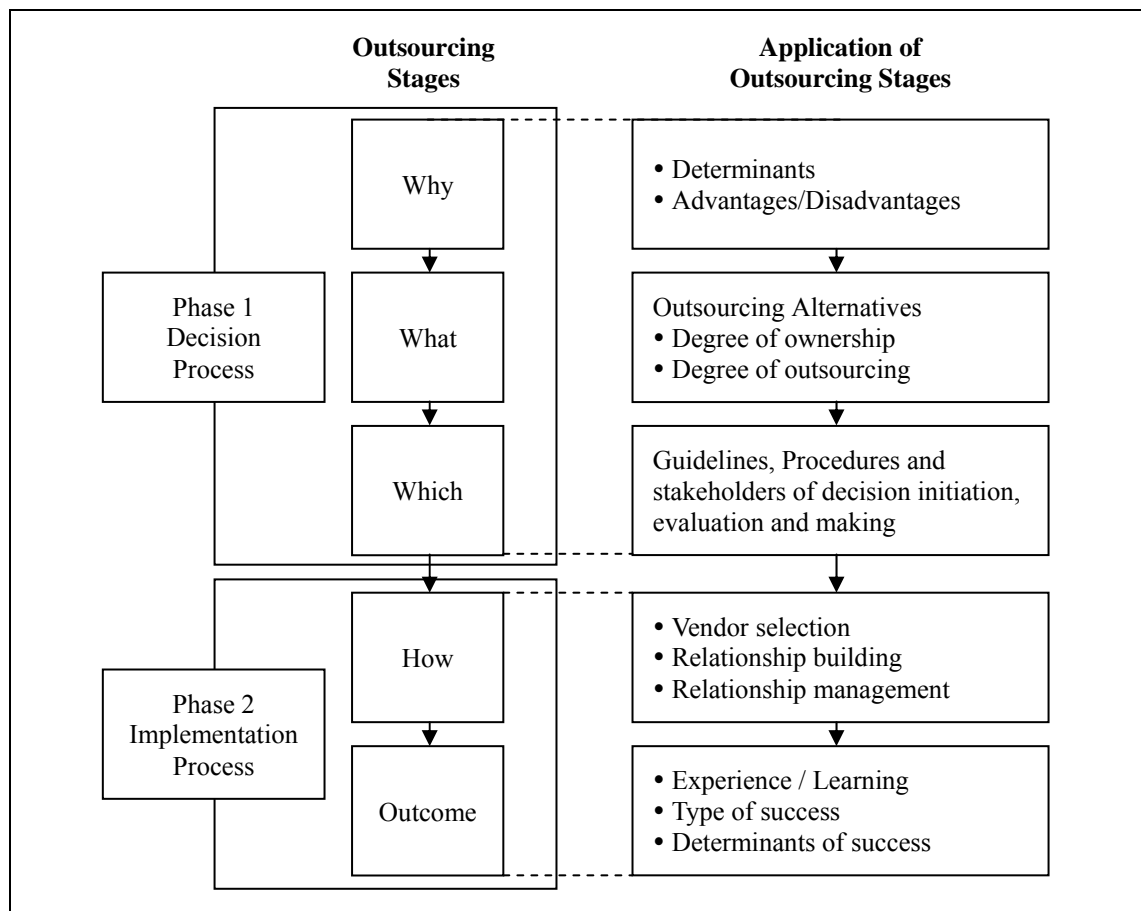 Outsourcing
Stages
Application of
Outsourcing Stages
Phase 1
Decision
Process
Why
• Determinants
• Advantages/Disadvantages
What
Outsourcing Alternatives
• Degree of ownership
• Degree of outsourcing
Which
Guidelines, Procedures and
stakeholders of decision initiation,
evaluation and making
Phase 2
Implementation
Process
How
• Vendor selection
• Relationship building
• Relationship management
Outcome
• Experience / Learning
• Type of success
• Determinants of success